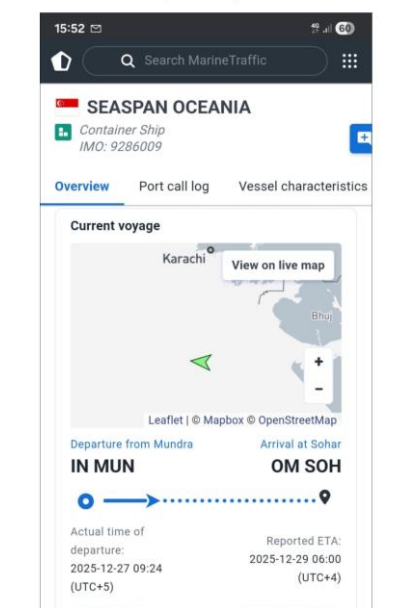 15:52
60
Search MarineTraffic
SEASPAN OCEANIA
Container Ship
IMO: 9286009
Overview Port call log Vessel characteristics
Current voyage
Karachi
View on live map
Bhuj
+
−
Leaflet | © Mapbox © OpenStreetMap
Departure from Mundra Arrival at Sohar
IN MUN OM SOH
Actual time of
departure:
2025-12-27 09:24
(UTC+5)
Reported ETA:
2025-12-29 06:00
(UTC+4)